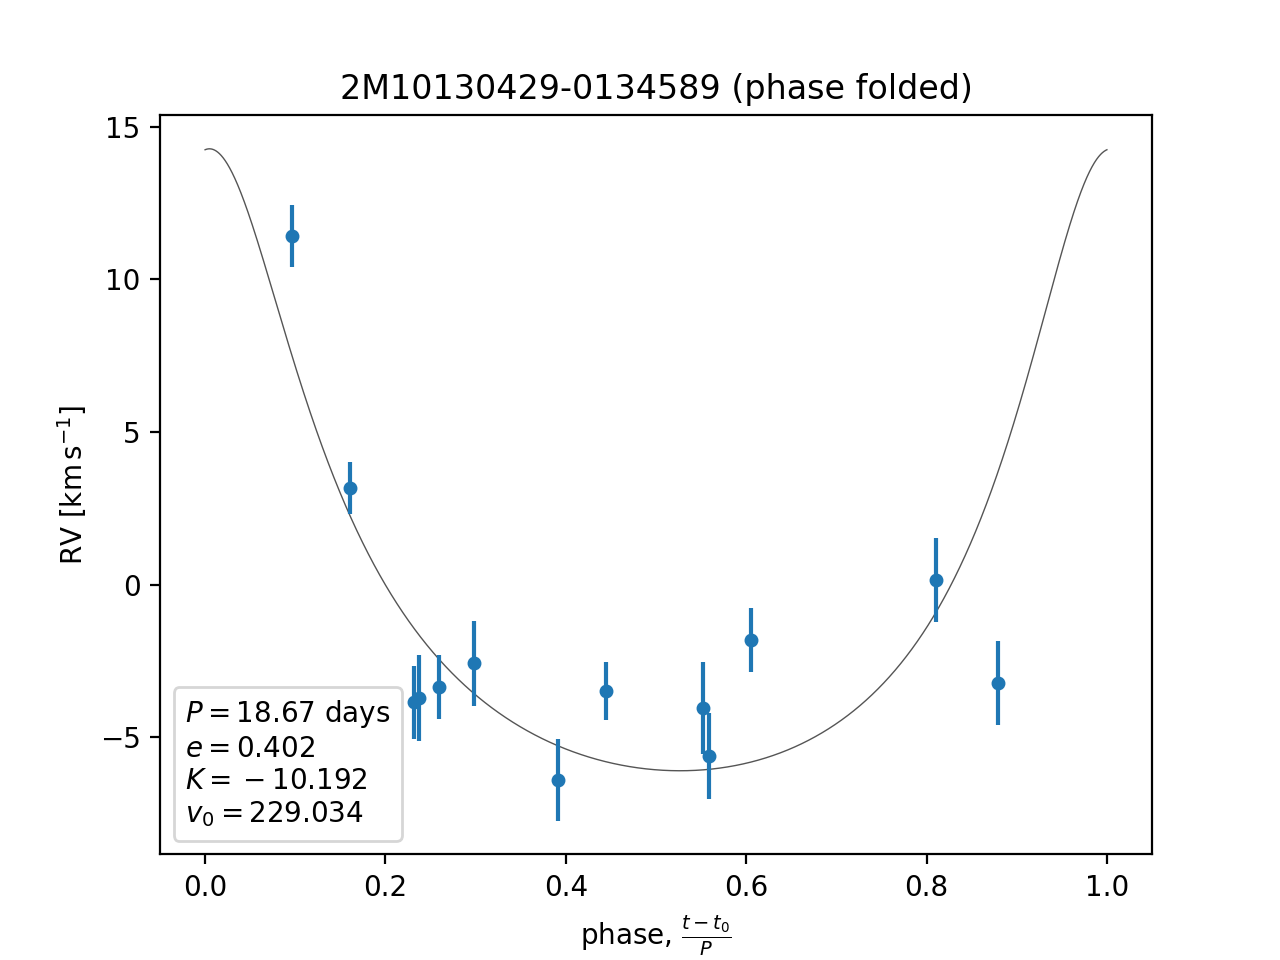 2M10130429-0134589 (phase folded)
15
10
5
0
−5
RV [km s⁻¹]
P = 18.67 days
e = 0.402
K = −10.192
v₀ = 229.034
0.0 0.2 0.4 0.6 0.8 1.0
phase, (t−t₀)/P